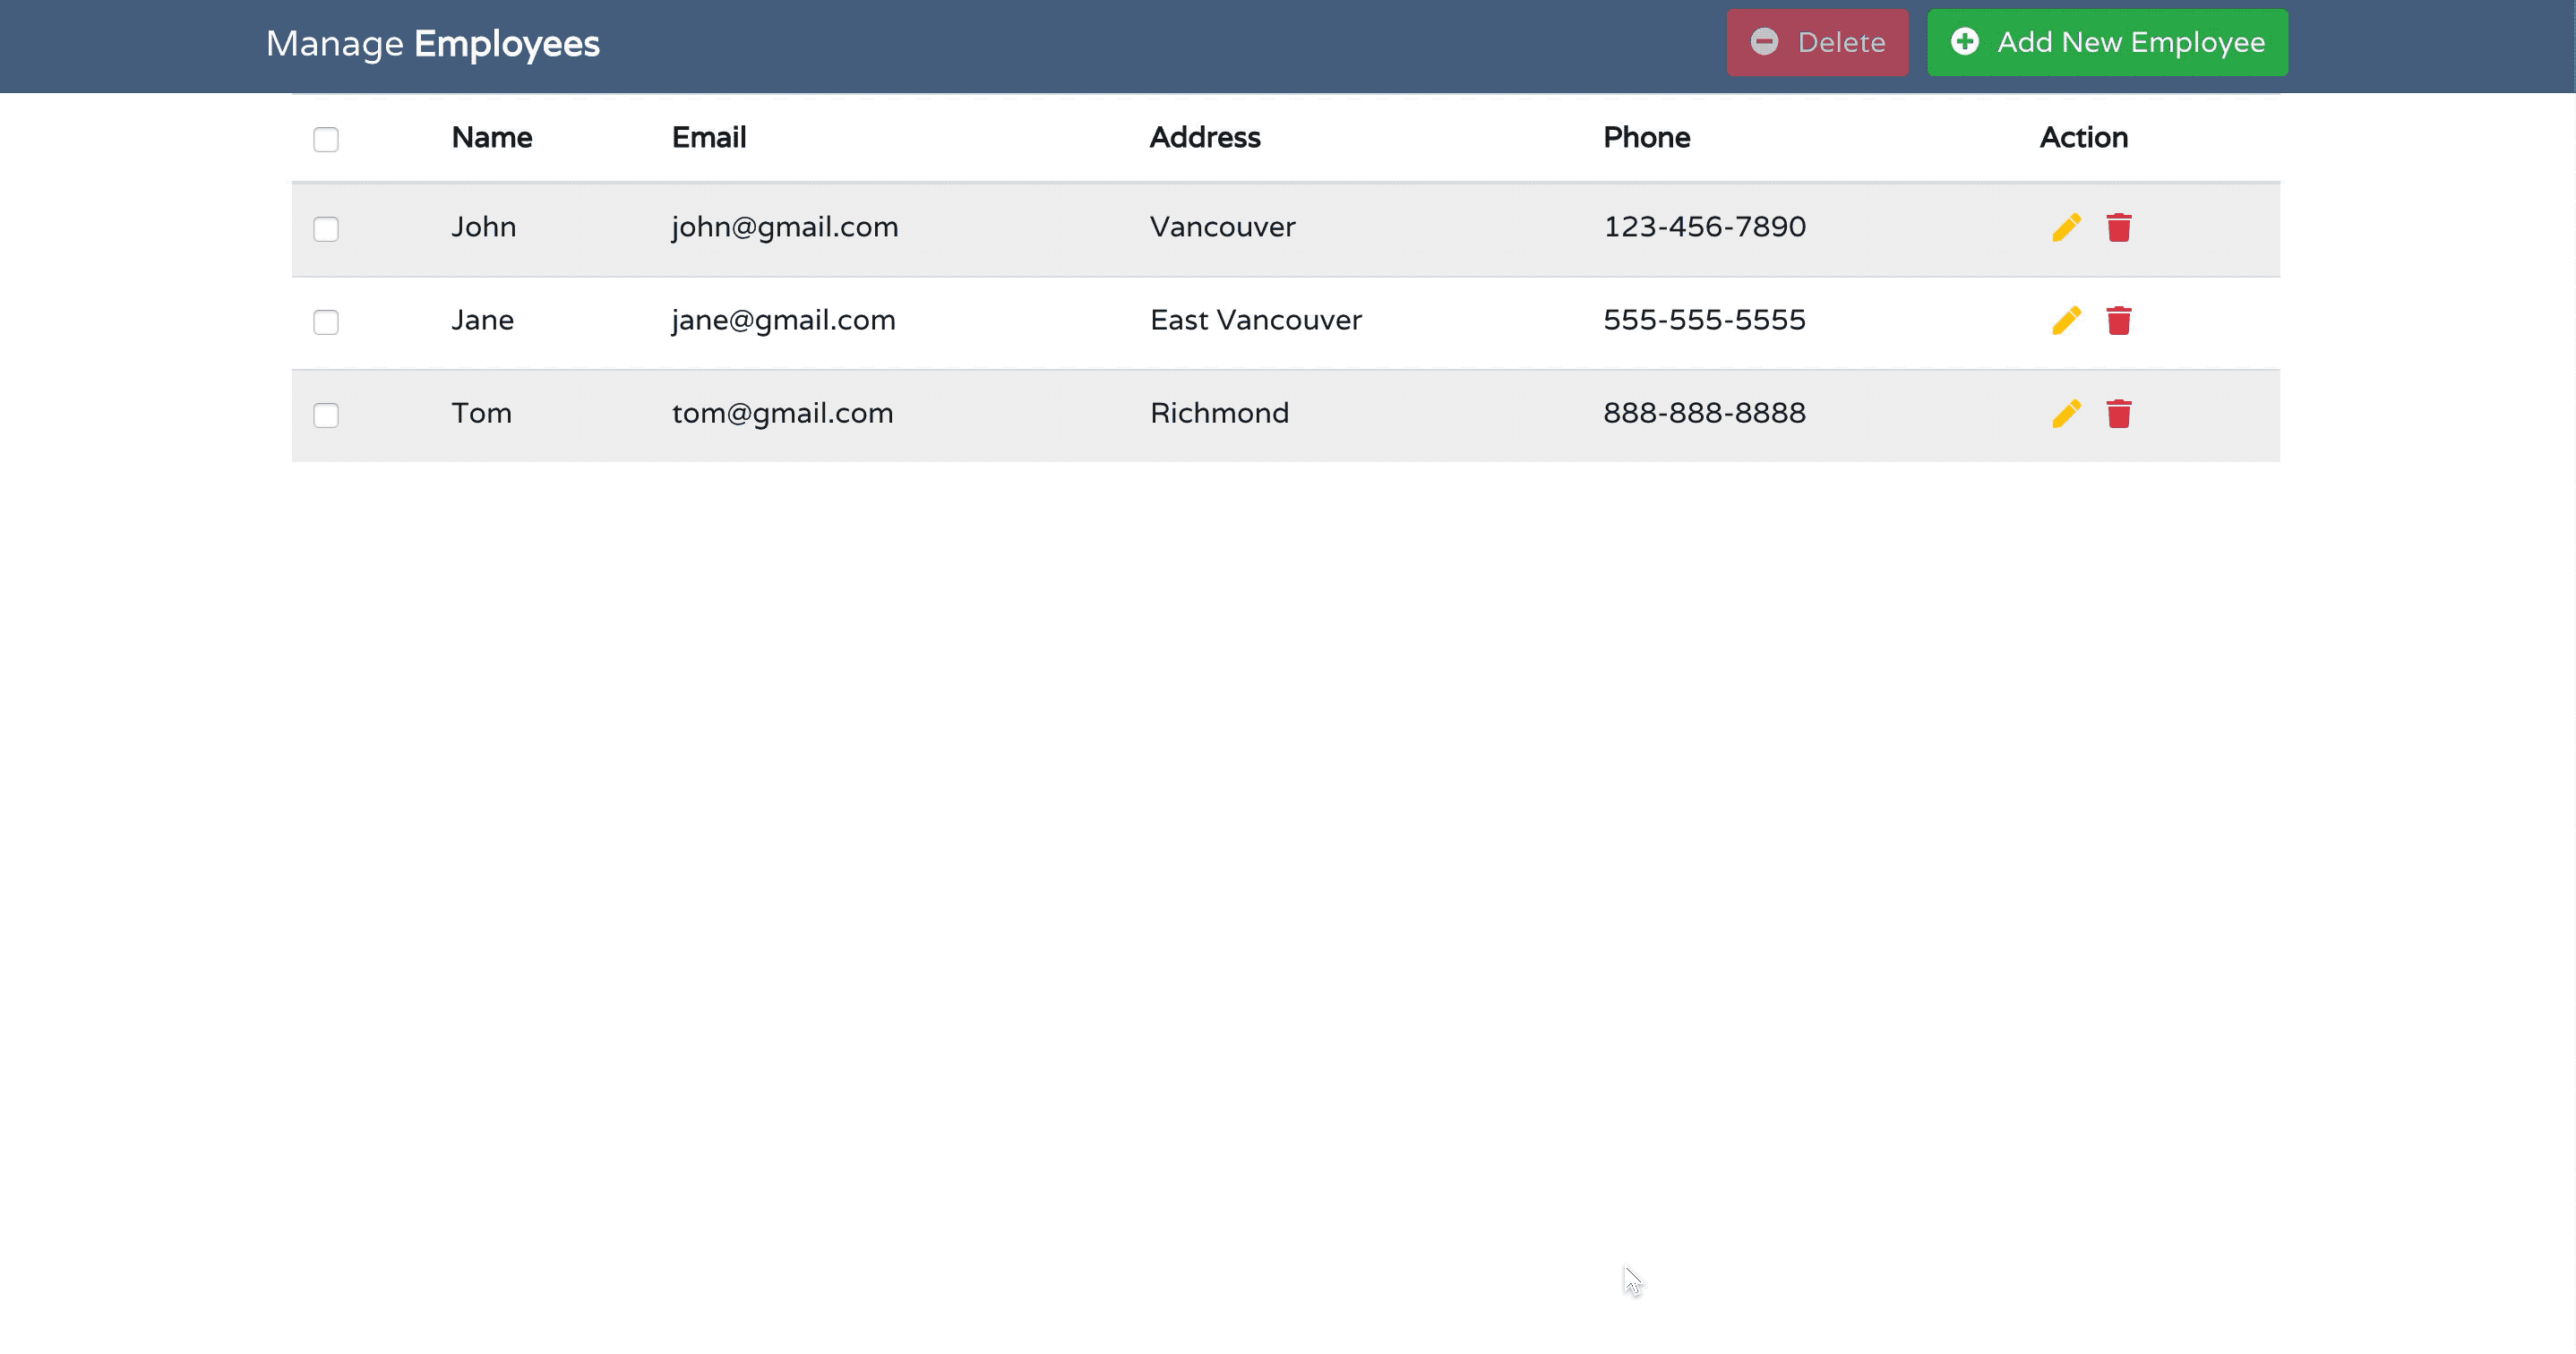 Manage Employees Delete Add New Employee
Name Email Address Phone Action
John john@gmail.com Vancouver 123-456-7890
Jane jane@gmail.com East Vancouver 555-555-5555
Tom tom@gmail.com Richmond 888-888-8888